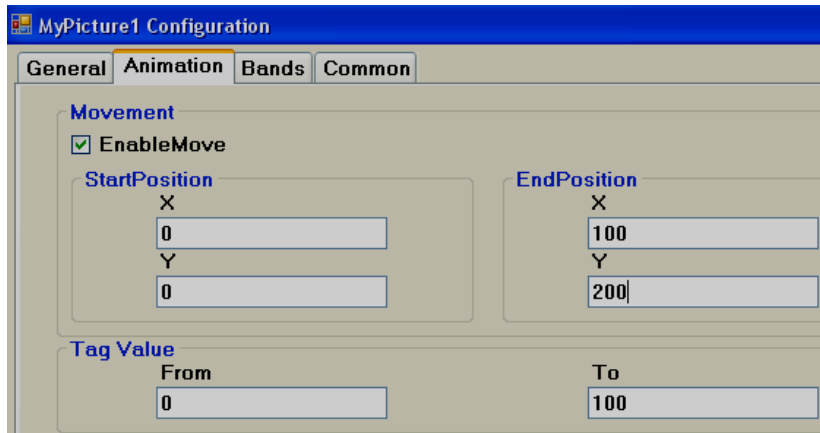 MyPicture1 Configuration
General Animation Bands Common
Movement
EnableMove
StartPosition EndPosition
X X
0 100
Y Y
0 200
Tag Value
From To
0 100